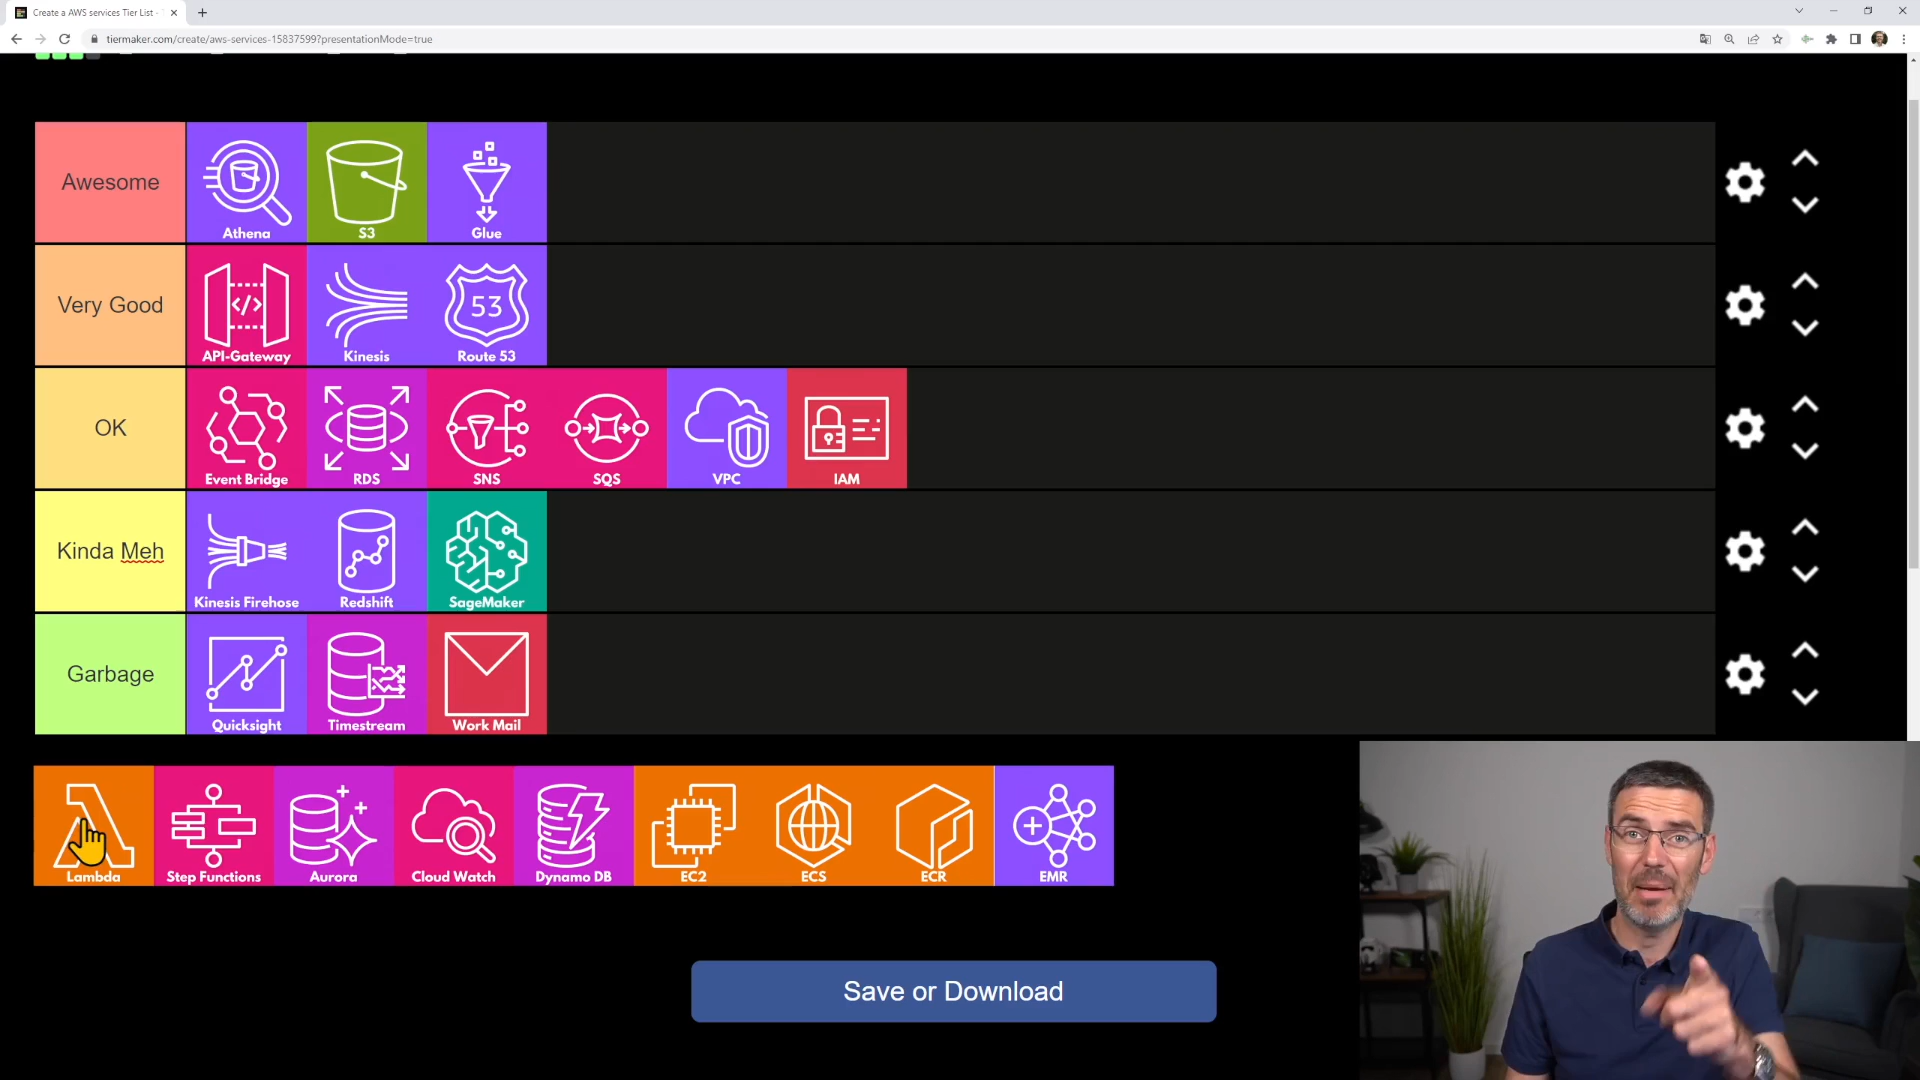 Create a AWS services Tier List -
tiermaker.com/create/aws-services-15837599?presentationMode=true
Awesome
Athena
S3
Glue
Very Good
API-Gateway
Kinesis
Route 53
53
OK
Event Bridge
RDS
SNS
SQS
VPC
IAM
Kinda Meh
Kinesis Firehose
Redshift
SageMaker
Garbage
Quicksight
Timestream
Work Mail
Lambda
Step Functions
Aurora
Cloud Watch
Dynamo DB
EC2
ECS
ECR
EMR
Save or Download